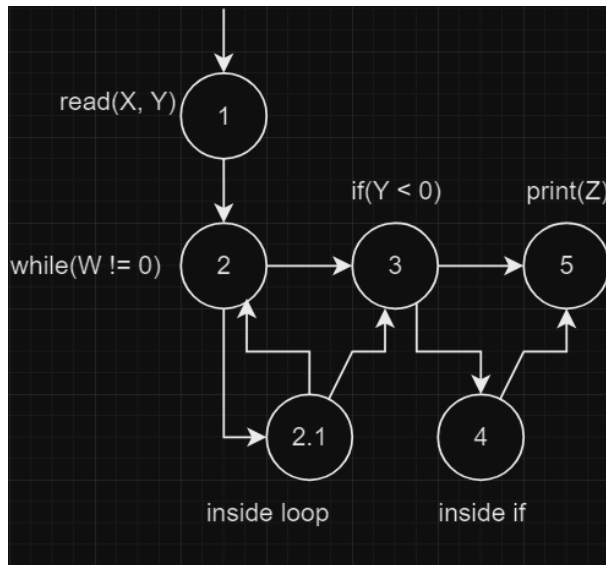 read(X, Y)
1
if(Y < 0)
print(Z)
while(W != 0)
2
3
5
2.1
4
inside loop
inside if